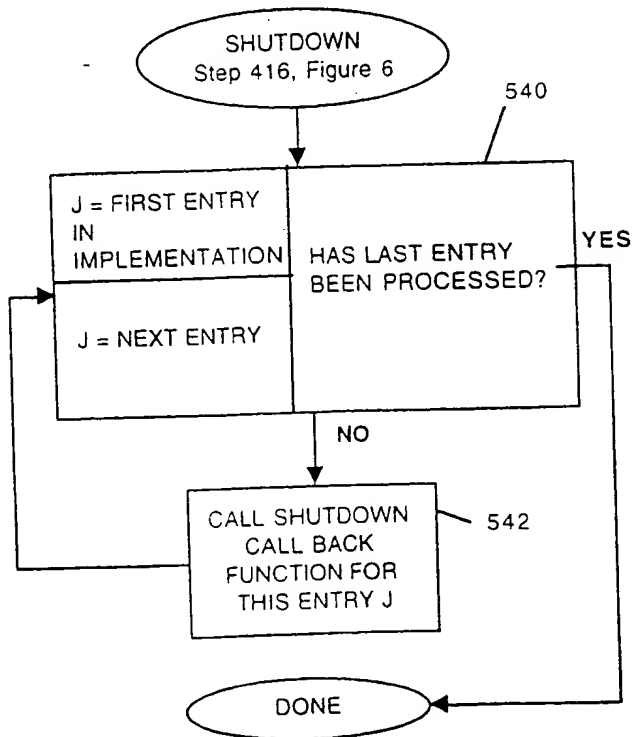 SHUTDOWN
Step 416, Figure 6
540
J = FIRST ENTRY
IN
IMPLEMENTATION
HAS LAST ENTRY
BEEN PROCESSED?
YES
J = NEXT ENTRY
NO
CALL SHUTDOWN
CALL BACK
FUNCTION FOR
THIS ENTRY J
542
DONE